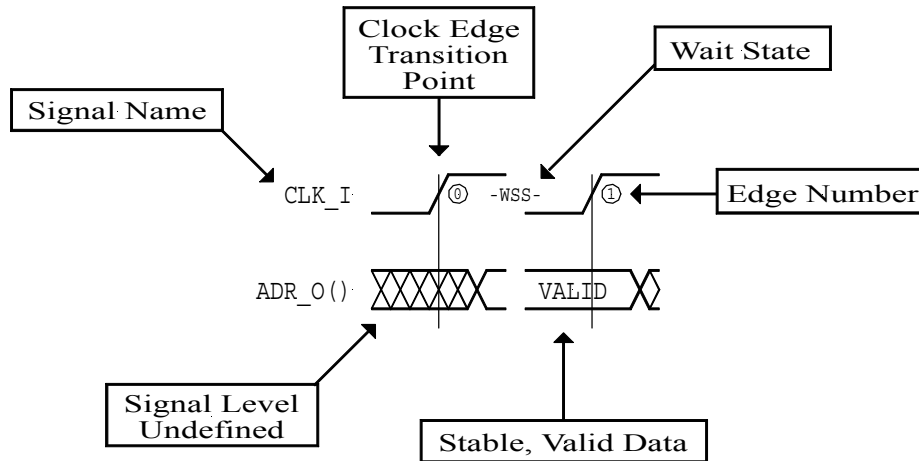 Clock Edge
Transition
Point
Wait State
Signal Name
CLK_I
0
-WSS-
1
Edge Number
ADR_O()
VALID
Signal Level
Undefined
Stable, Valid Data